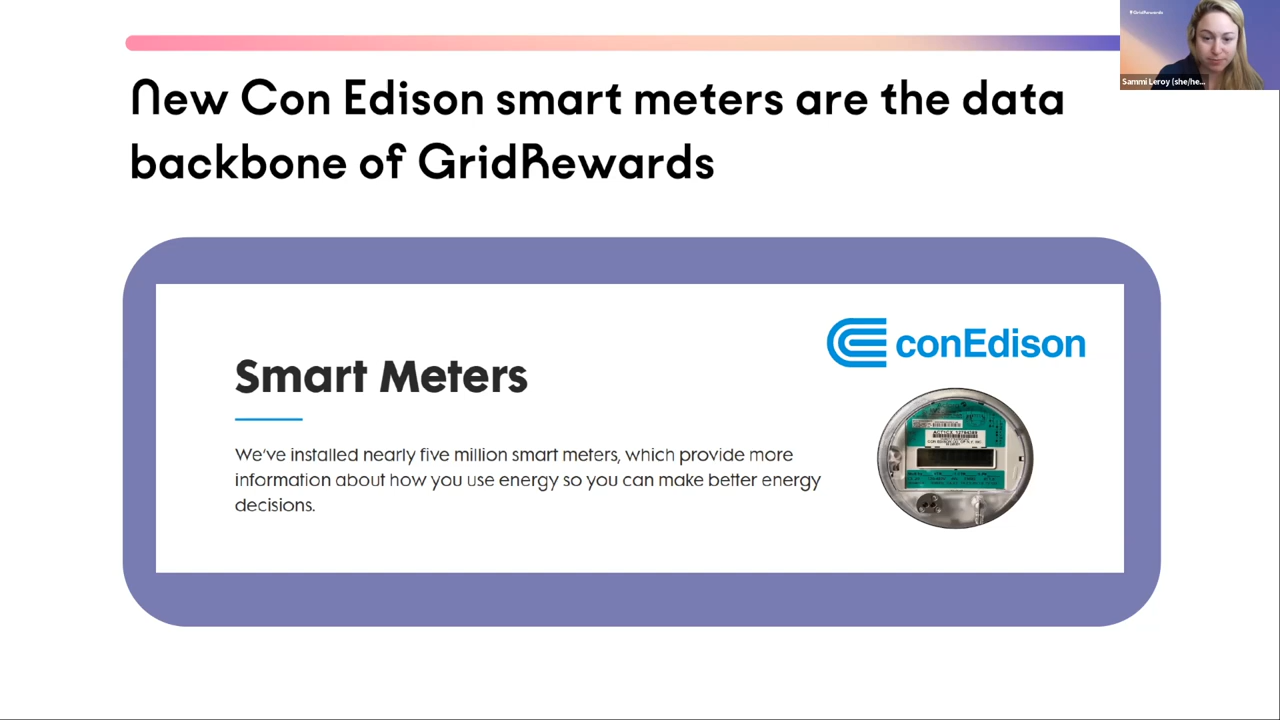 GridRewards
Sammi Leroy (she/he...
New Con Edison smart meters are the data
backbone of GridRewards
conEdison
Smart Meters
We've installed nearly five million smart meters, which provide more
information about how you use energy so you can make better energy
decisions.